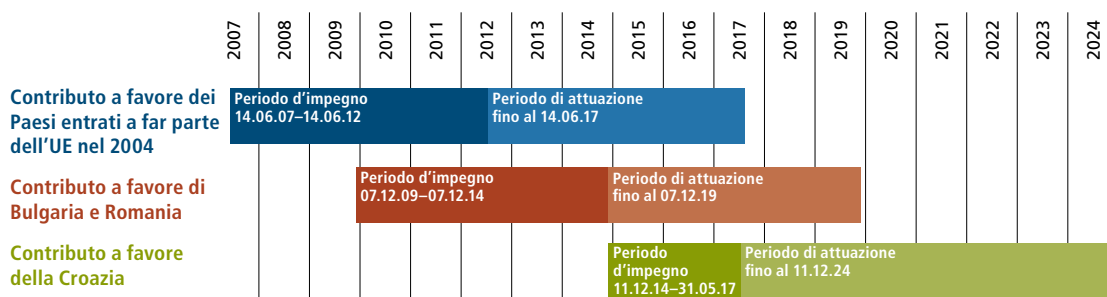 2007 2008 2009 2010 2011 2012 2013 2014 2015 2016 2017 2018 2019 2020 2021 2022 2023 2024
Contributo a favore dei
Paesi entrati a far parte
dell’UE nel 2004
Periodo d’impegno
14.06.07–14.06.12
Periodo di attuazione
fino al 14.06.17
Contributo a favore di
Bulgaria e Romania
Periodo d’impegno
07.12.09–07.12.14
Periodo di attuazione
fino al 07.12.19
Contributo a favore
della Croazia
Periodo
d’impegno
11.12.14–31.05.17
Periodo di attuazione
fino al 11.12.24